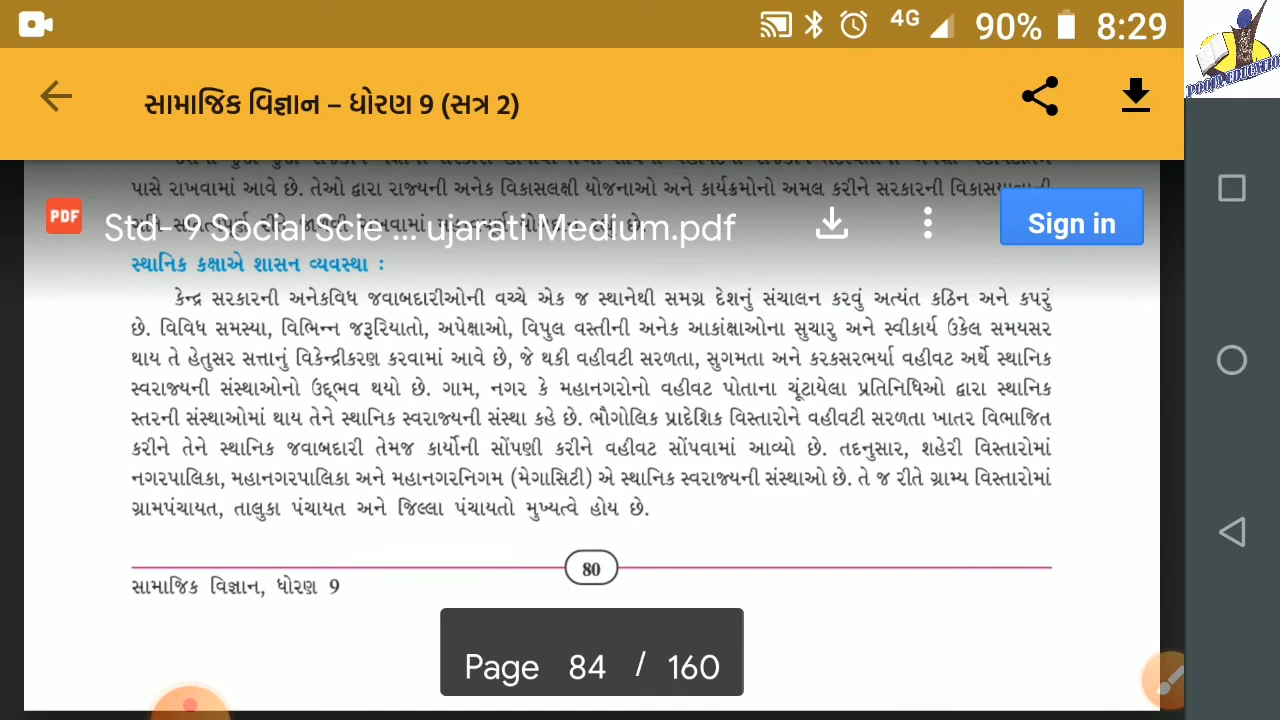 4G 90% 8:29
સામાજિક વિજ્ઞાન – ધોરણ 9 (સત્ર 2)
પાસે રાખવામાં આવે છે. તેઓ દ્વારા રાજ્યની અનેક વિકાસલક્ષી યોજનાઓ અને કાર્યક્રમોનો અમલ કરીને સરકારની
PDF Std- 9 Social Scie ... ujarati Medium.pdf Sign in
સ્થાનિક કક્ષાએ શાસન વ્યવસ્થા :
કેન્દ્ર સરકારની અનેકવિધ જવાબદારીઓની વચ્ચે એક જ સ્થાનેથી સમગ્ર દેશનું સંચાલન કરવું અત્યંત કઠિન અને કપરું
છે. વિવિધ સમસ્યા, વિભિન્ન જરૂરિયાતો, અપેક્ષાઓ, વિપુલ વસ્તીની અનેક આકાંક્ષાઓના સુચારુ અને સ્વીકાર્ય ઉકેલ સમયસર
થાય તે હેતુસર સત્તાનું વિકેન્દ્રીકરણ કરવામાં આવે છે, જે થકી વહીવટી સરળતા, સુગમતા અને કરકસરભર્યા વહીવટ અર્થે સ્થાનિક
સ્વરાજ્યની સંસ્થાઓનો ઉદ્ભવ થયો છે. ગામ, નગર કે મહાનગરોનો વહીવટ પોતાના ચૂંટાયેલા પ્રતિનિધિઓ દ્વારા સ્થાનિક
સ્તરની સંસ્થાઓમાં થાય તેને સ્થાનિક સ્વરાજ્યની સંસ્થા કહે છે. ભૌગોલિક પ્રાદેશિક વિસ્તારોને વહીવટી સરળતા ખાતર વિભાજિત
કરીને તેને સ્થાનિક જવાબદારી તેમજ કાર્યોની સોંપણી કરીને વહીવટ સોંપવામાં આવ્યો છે. તદનુસાર, શહેરી વિસ્તારોમાં
નગરપાલિકા, મહાનગરપાલિકા અને મહાનગરનિગમ (મેગાસિટી) એ સ્થાનિક સ્વરાજ્યની સંસ્થાઓ છે. તે જ રીતે ગ્રામ્ય વિસ્તારોમાં
ગ્રામપંચાયત, તાલુકા પંચાયત અને જિલ્લા પંચાયતો મુખ્યત્વે હોય છે.
80
સામાજિક વિજ્ઞાન, ધોરણ 9
Page 84 / 160